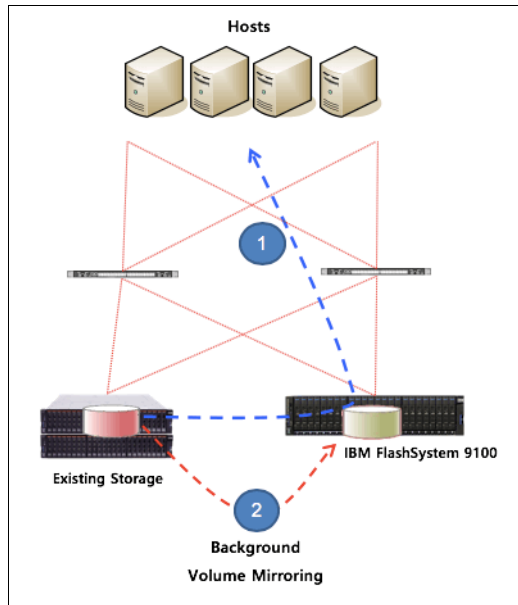 Hosts
1
Existing Storage
IBM FlashSystem 9100
2
Background
Volume Mirroring